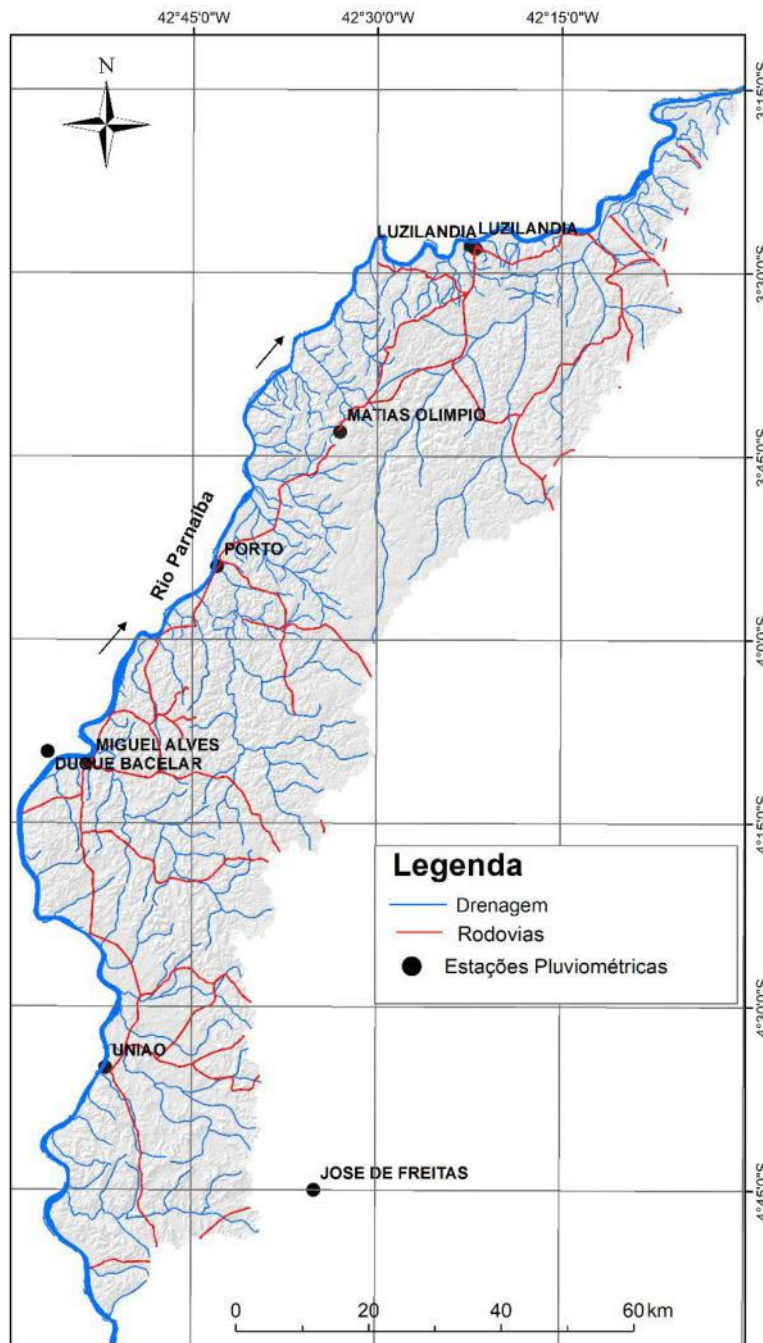 42°45'0"W 42°30'0"W 42°15'0"W
N
3°15'0"S
LUZILANDIA LUZILANDIA
3°30'0"S
MATIAS OLIMPIO
3°45'0"S
Rio Parnaíba
PORTO
4°0'0"S
MIGUEL ALVES
DUQUE BACELAR
4°15'0"S
Legenda
Drenagem
Rodovias
Estações Pluviométricas
4°30'0"S
UNIAO
JOSE DE FREITAS
4°45'0"S
0 20 40 60 km